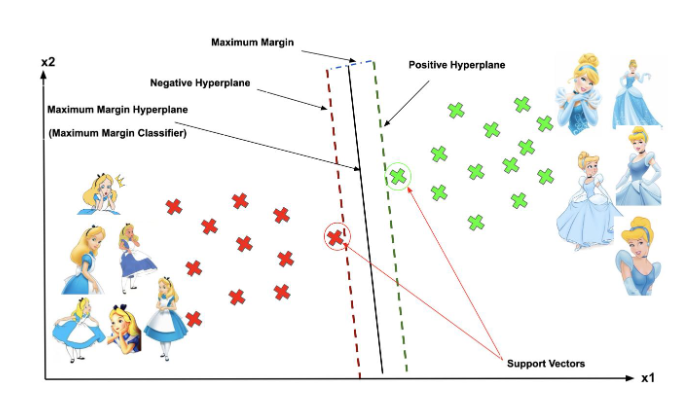 Maximum Margin
x2
Positive Hyperplane
Negative Hyperplane
Maximum Margin Hyperplane
(Maximum Margin Classifier)
Support Vectors
x1